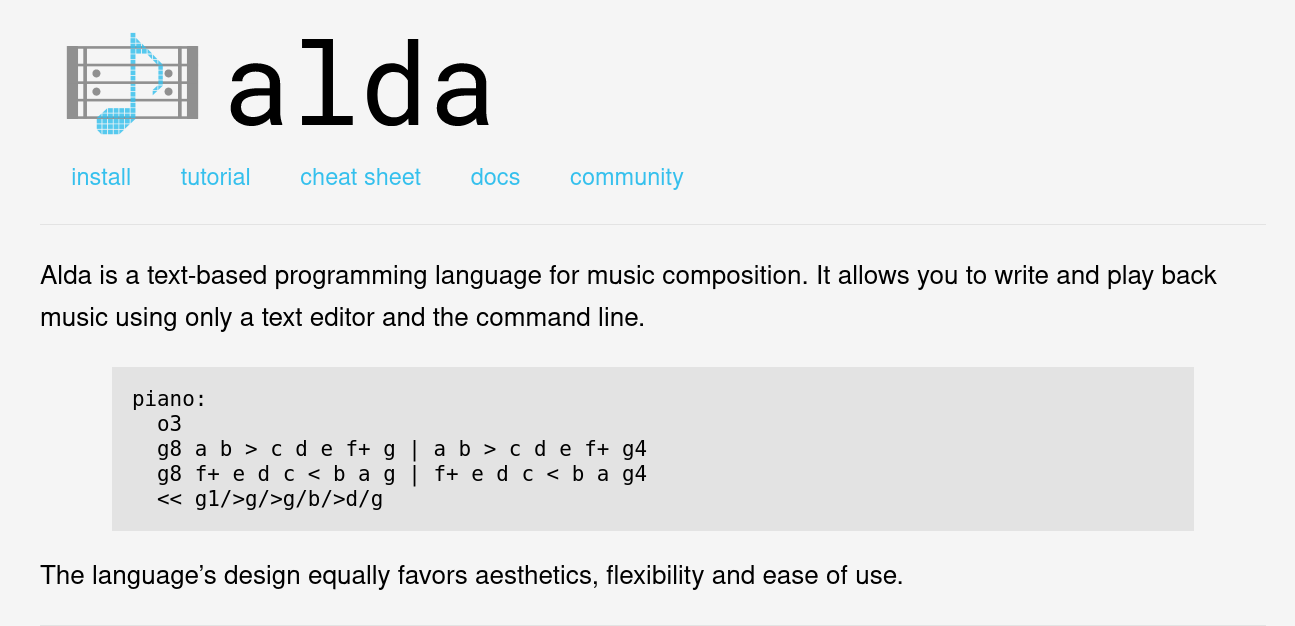 alda
install tutorial cheat sheet docs community
Alda is a text-based programming language for music composition. It allows you to write and play back
music using only a text editor and the command line.
piano:
  o3
  g8 a b > c d e f+ g | a b > c d e f+ g4
  g8 f+ e d c < b a g | f+ e d c < b a g4
  << g1/>g/>g/b/>d/g
The language’s design equally favors aesthetics, flexibility and ease of use.